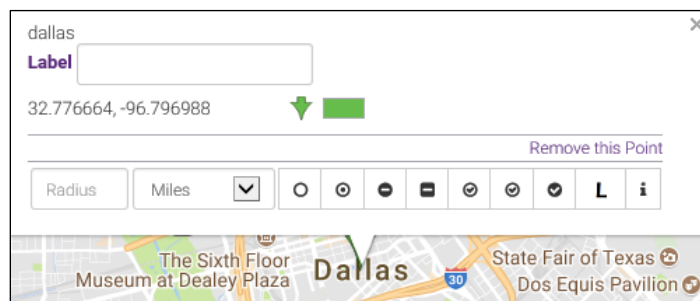 dallas
Label
32.776664, -96.796988
Remove this Point
Radius Miles L i
The Sixth Floor
Museum at Dealey Plaza
Dallas
30
State Fair of Texas
Dos Equis Pavilion